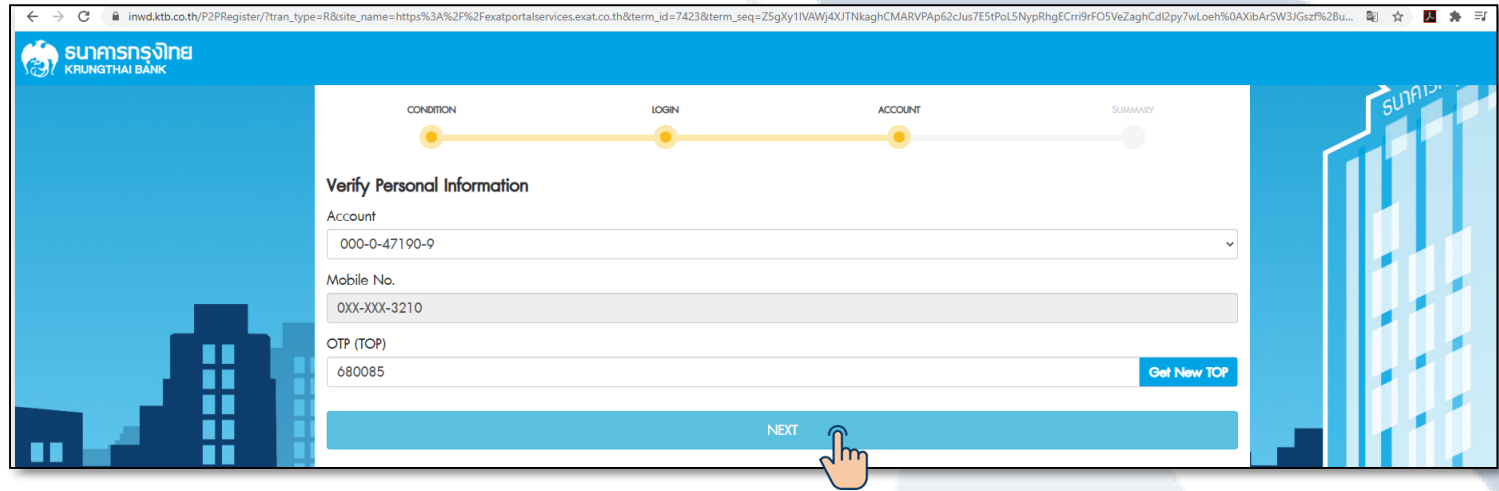 inwd.ktb.co.th/P2PRegister/?tran_type=R&site_name=https%3A%2F%2Fexatportalservices.exat.co.th&term_id=7423&term_seq=Z5gXy1IVAWj4XJTNkaghCMARVPAp62cJus7E5tPoL5NypRhgECrri9rFO5VeZaghCdl2py7wLoeh%0AXibArSW3JGszf%2Bu...
ธนาคารกรุงไทย
KRUNGTHAI BANK
CONDITION LOGIN ACCOUNT SUMMARY
Verify Personal Information
Account
000-0-47190-9
Mobile No.
0XX-XXX-3210
OTP (TOP)
680085 Get New TOP
NEXT